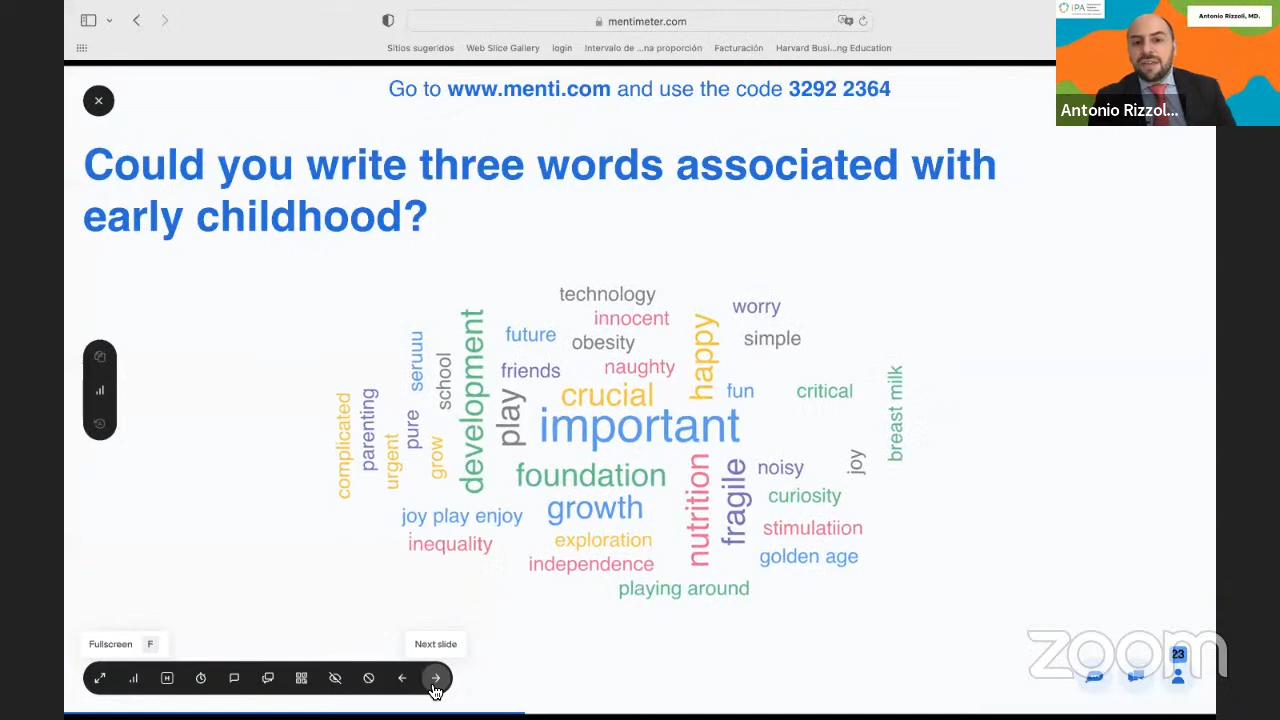 mentimeter.com
Sitios sugeridos Web Slice Gallery login Intervalo de ...na proporción Facturación Harvard Busi...ng Education
iPA
Antonio Rizzoli, MD.
Antonio Rizzol...
Go to www.menti.com and use the code 3292 2364
Could you write three words associated with
early childhood?
technology
worry
innocent
future
obesity
simple
seruuu
school
development
friends
naughty
happy
fun
critical
breast milk
complicated
parenting
pure
play
crucial
important
urgent
grow
foundation
nutrition
fragile
noisy
joy
curiosity
growth
joy play enjoy
stimulatiion
inequality
exploration
golden age
independence
playing around
Fullscreen F
Next slide
zoom
23